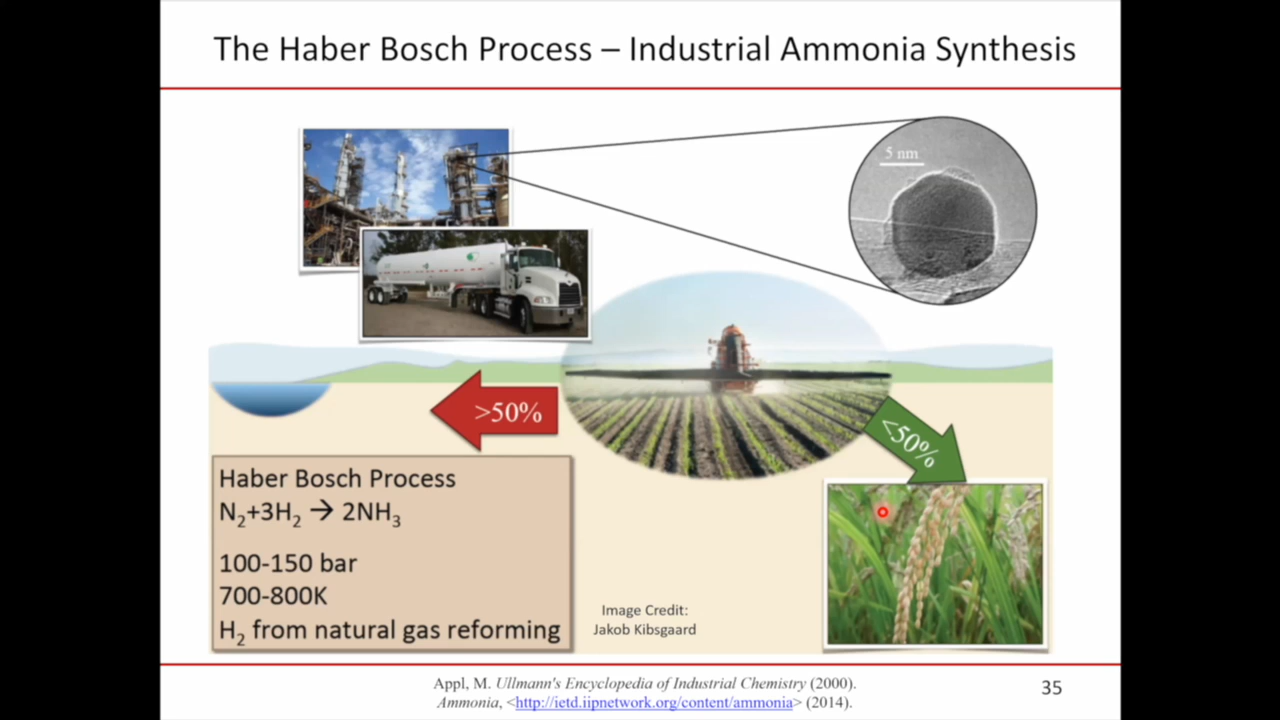 The Haber Bosch Process – Industrial Ammonia Synthesis
5 nm
>50%
<50%
Haber Bosch Process
N₂+3H₂ → 2NH₃
100-150 bar
700-800K
H₂ from natural gas reforming
Image Credit:
Jakob Kibsgaard
Appl, M. Ullmann's Encyclopedia of Industrial Chemistry (2000).
Ammonia, <http://ietd.iipnetwork.org/content/ammonia> (2014).
35